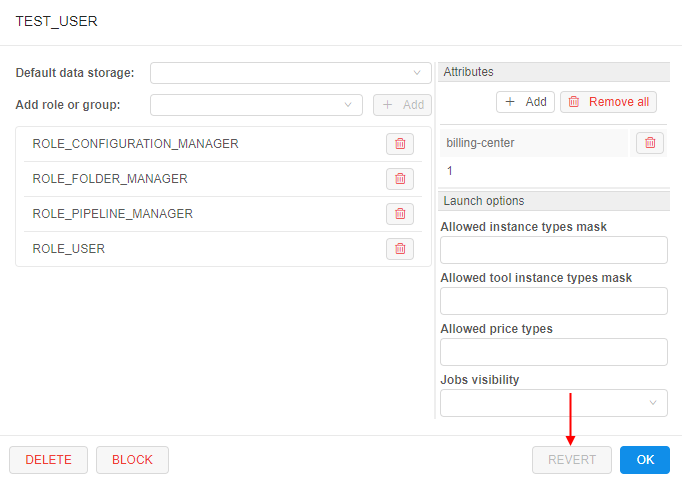 TEST_USER
Default data storage:
Add role or group:
+ Add
ROLE_CONFIGURATION_MANAGER
ROLE_FOLDER_MANAGER
ROLE_PIPELINE_MANAGER
ROLE_USER
Attributes
+ Add Remove all
billing-center
1
Launch options
Allowed instance types mask
Allowed tool instance types mask
Allowed price types
Jobs visibility
DELETE BLOCK REVERT OK